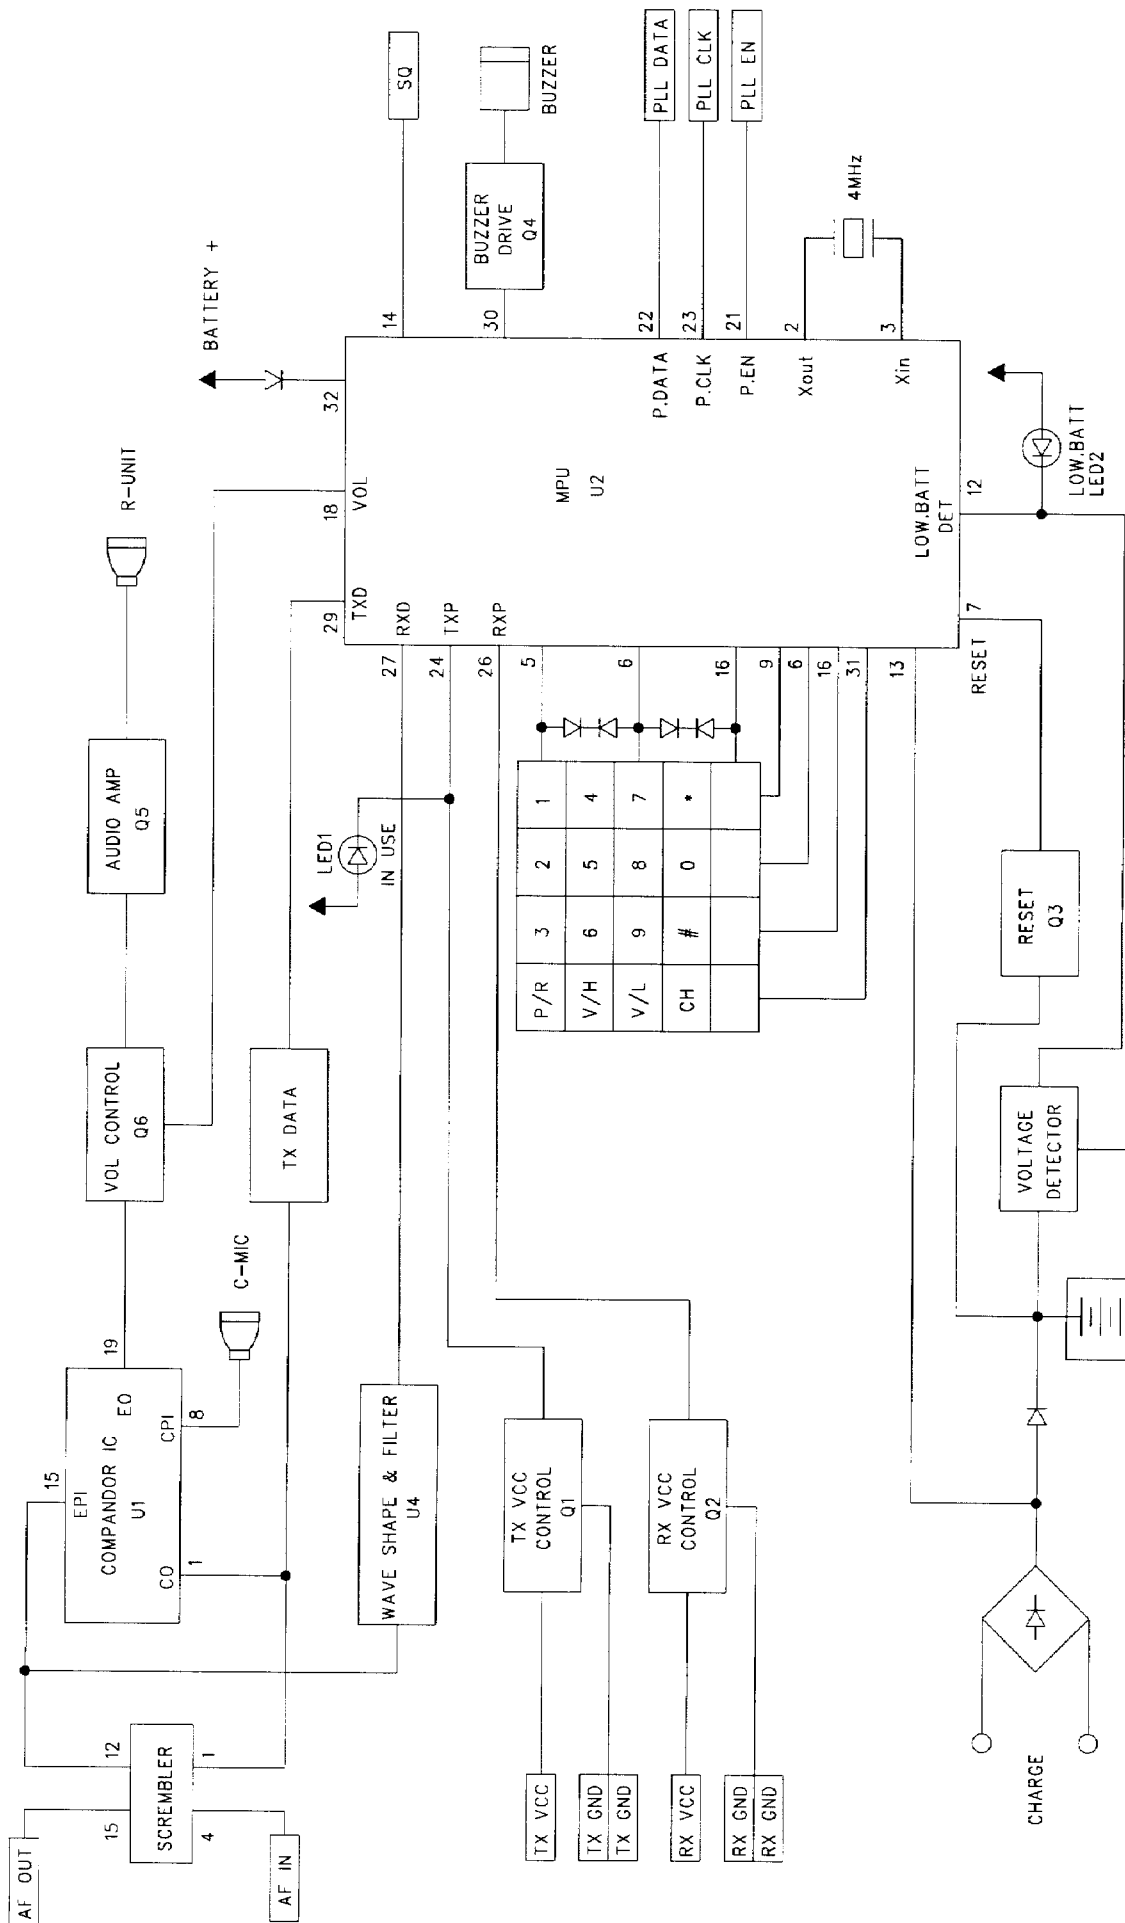 AF OUT
AF IN
15
12
4
1
SCREMBLER
15
EPI
COMPANDOR IC
U1
EO
19
CPI
8
CO
1
C-MIC
VOL CONTROL
Q6
AUDIO AMP
Q5
R-UNIT
TX DATA
WAVE SHAPE & FILTER
U4
LED1
IN USE
TX VCC
CONTROL
Q1
RX VCC
CONTROL
Q2
TX VCC
TX GND
TX GND
RX VCC
RX GND
RX GND
P/R
3
2
1
V/H
6
5
4
V/L
9
8
7
CH
#
0
*
29
TXD
18
VOL
32
BATTERY +
27
RXD
24
TXP
26
RXP
5
6
16
9
6
16
31
13
MPU
U2
14
SQ
30
BUZZER
DRIVE
Q4
BUZZER
22
P.DATA
PLL DATA
23
P.CLK
PLL CLK
21
P.EN
PLL EN
2
Xout
3
Xin
4MHz
LOW.BATT
DET
12
LOW.BATT
LED2
7
RESET
RESET
Q3
VOLTAGE
DETECTOR
CHARGE